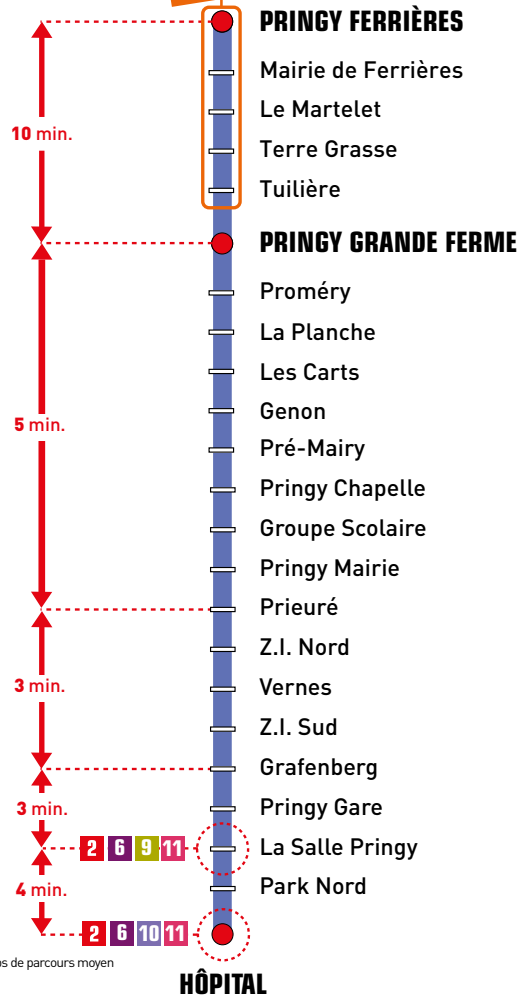 PRINGY FERRIÈRES
Mairie de Ferrières
Le Martelet
10 min.
Terre Grasse
Tuilière
PRINGY GRANDE FERME
Proméry
La Planche
Les Carts
Genon
5 min.
Pré-Mairy
Pringy Chapelle
Groupe Scolaire
Pringy Mairie
Prieuré
Z.I. Nord
3 min.
Vernes
Z.I. Sud
Grafenberg
3 min.
Pringy Gare
2 6 9 11
La Salle Pringy
4 min.
Park Nord
2 6 10 11
de parcours moyen
HÔPITAL